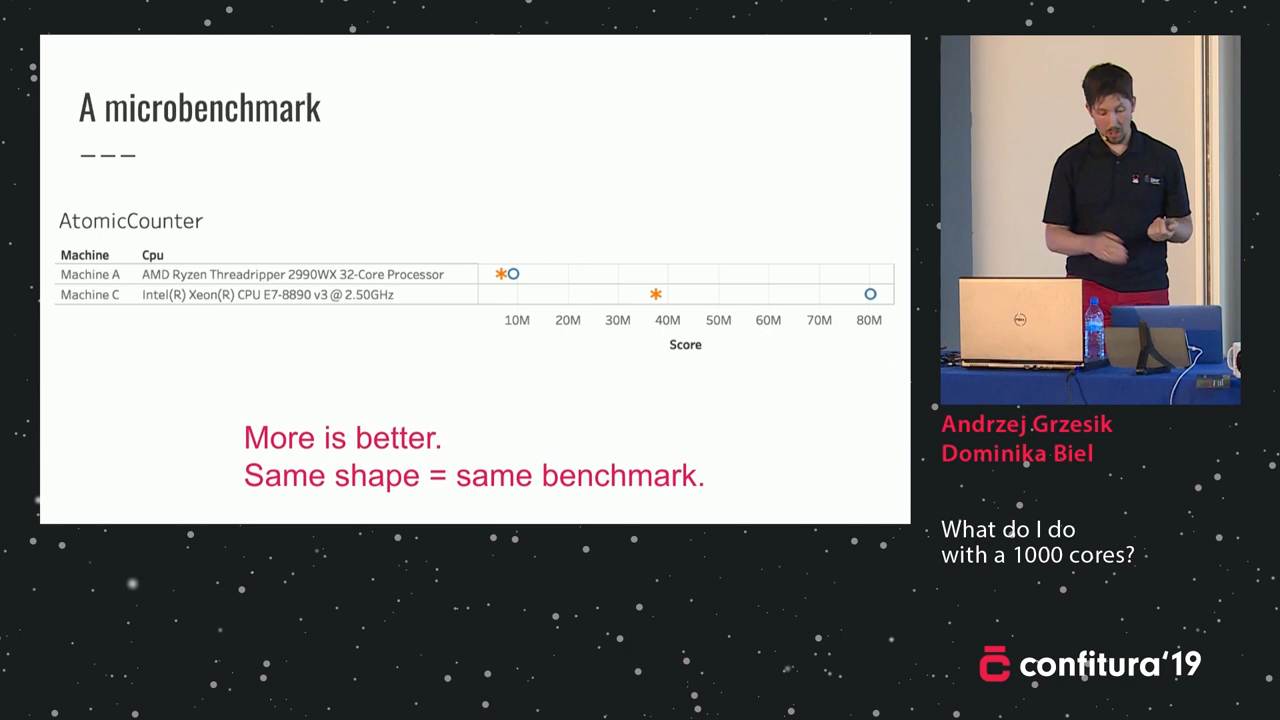 A microbenchmark
AtomicCounter
Machine Cpu
Machine A AMD Ryzen Threadripper 2990WX 32-Core Processor
Machine C Intel(R) Xeon(R) CPU E7-8890 v3 @ 2.50GHz
10M 20M 30M 40M 50M 60M 70M 80M
Score
More is better.
Same shape = same benchmark.
DELL
Andrzej Grzesik
Dominika Biel
What do I do
with a 1000 cores?
confitura'19